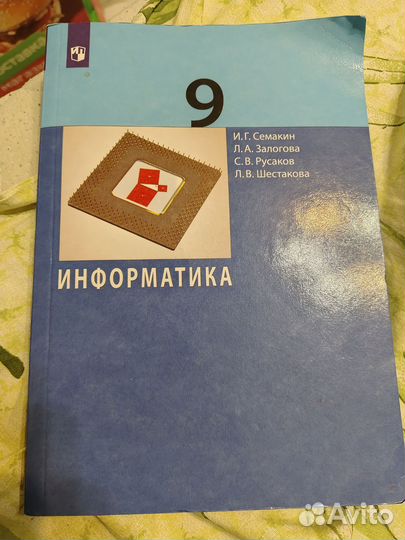 9
И. Г. Семакин
Л. А. Залогова
С. В. Русаков
Л. В. Шестакова
ИНФОРМАТИКА
Avito